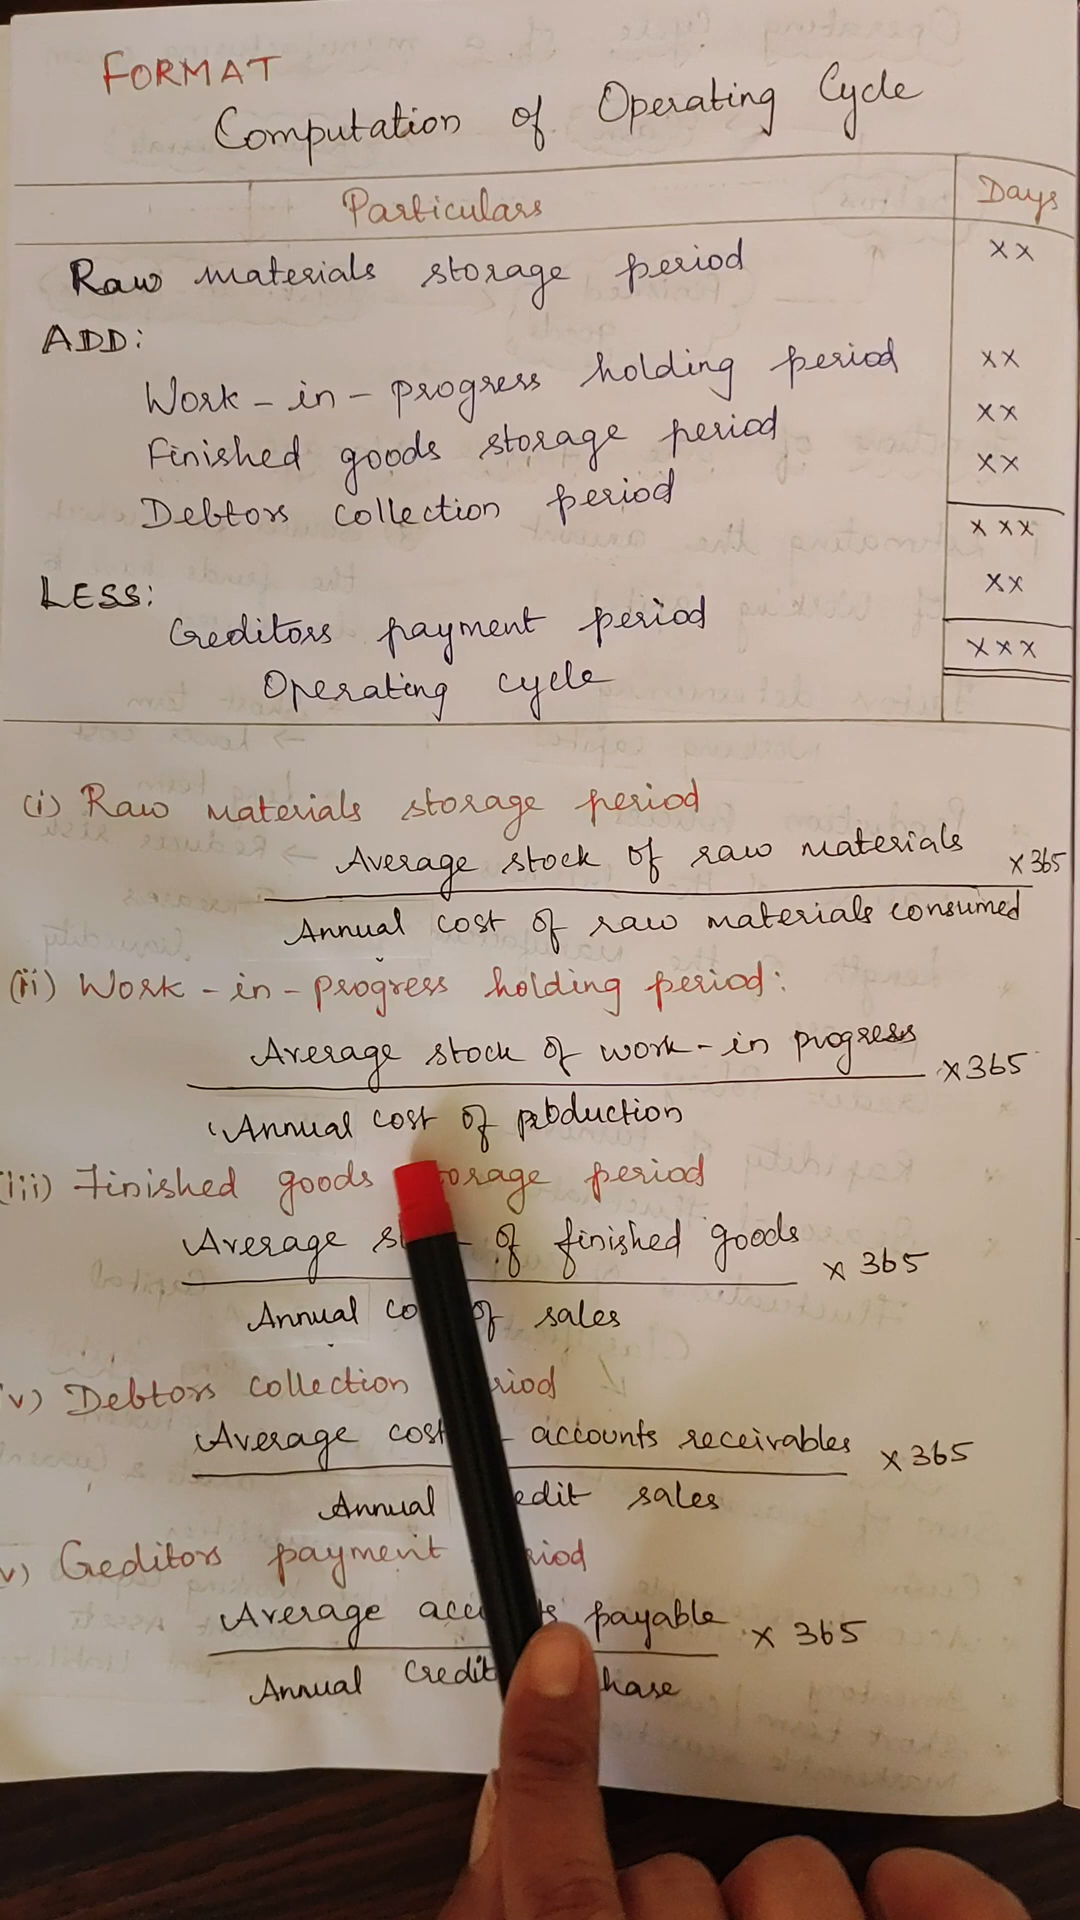 FORMAT
Computation of Operating Cycle
Particulars Days
Raw materials storage period XX
ADD:
Work-in-progress holding period XX
Finished goods storage period XX
Debtors collection period XX
XXX
LESS: XX
Creditors payment period
Operating cycle XXX
(i) Raw materials storage period
Average stock of raw materials x 365
Annual cost of raw materials consumed
(ii) Work-in-progress holding period:
Average stock of work-in progress x 365
Annual cost of production
(iii) Finished goods storage period
Average of finished goods x 365
Annual of sales
v) Debtors collection
Average cost accounts receivables x 365
Annual sales
v) Creditors payment
Average payable x 365
Annual Credit